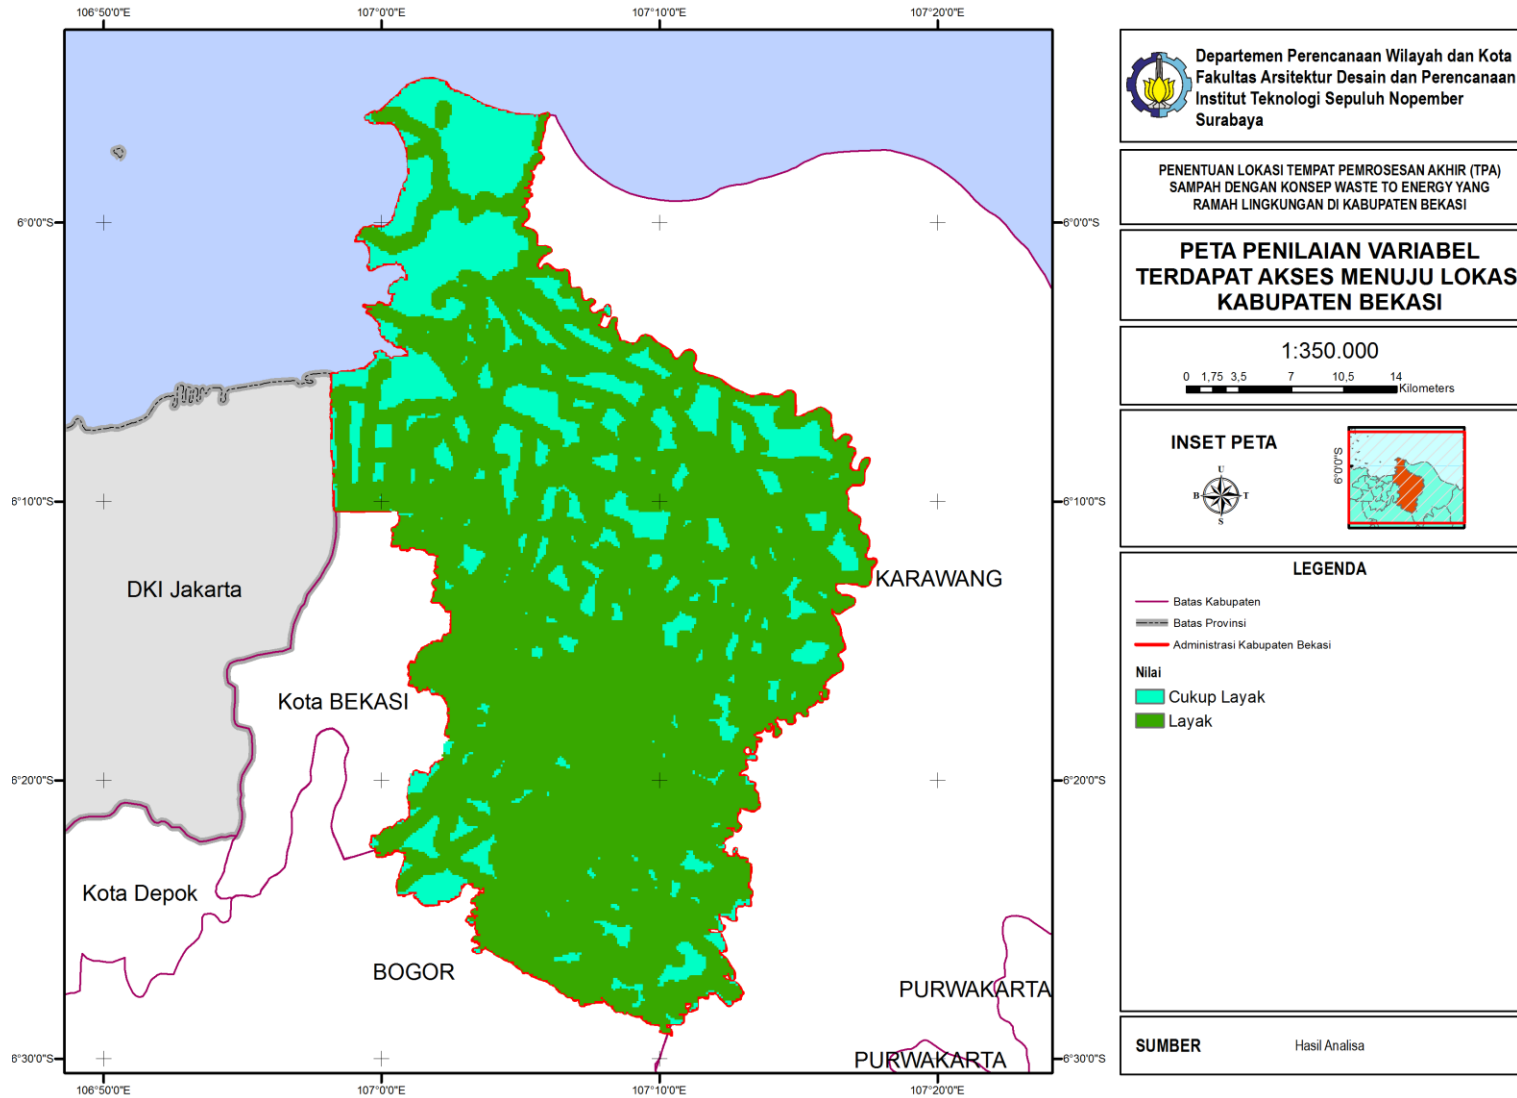 106°50'0"E
107°0'0"E
107°10'0"E
107°20'0"E
6°0'0"S
6°0'0"S
6°10'0"S
6°10'0"S
6°20'0"S
6°20'0"S
6°30'0"S
6°30'0"S
DKI Jakarta
KARAWANG
Kota BEKASI
Kota Depok
BOGOR
PURWAKARTA
PURWAKARTA
106°50'0"E
107°0'0"E
107°10'0"E
107°20'0"E
Departemen Perencanaan Wilayah dan Kota
Fakultas Arsitektur Desain dan Perencanaan
Institut Teknologi Sepuluh Nopember
Surabaya
PENENTUAN LOKASI TEMPAT PEMROSESAN AKHIR (TPA)
SAMPAH DENGAN KONSEP WASTE TO ENERGY YANG
RAMAH LINGKUNGAN DI KABUPATEN BEKASI
PETA PENILAIAN VARIABEL
TERDAPAT AKSES MENUJU LOKAS
KABUPATEN BEKASI
1:350.000
0 1,75 3,5 7 10,5 14
Kilometers
INSET PETA
U
B T
S
6°0'0"S
LEGENDA
Batas Kabupaten
Batas Provinsi
Administrasi Kabupaten Bekasi
Nilai
Cukup Layak
Layak
SUMBER Hasil Analisa